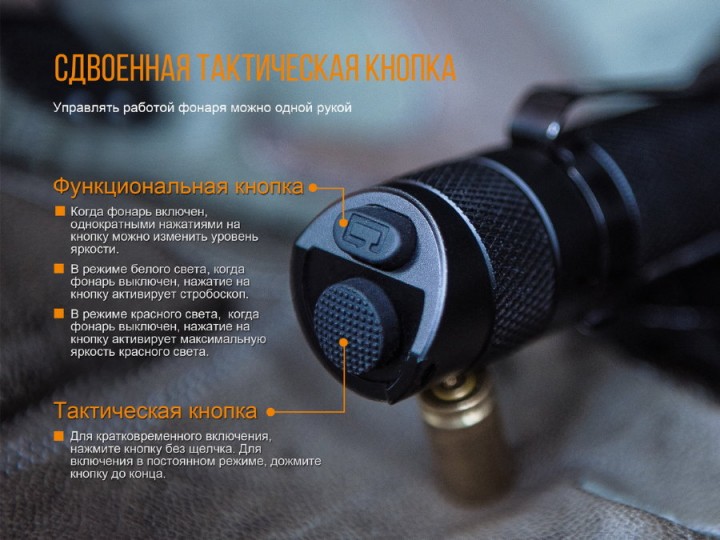 СДВОЕННАЯ ТАКТИЧЕСКАЯ КНОПКА
Управлять работой фонаря можно одной рукой
Функциональная кнопка
Когда фонарь включен,
однократными нажатиями на
кнопку можно изменить уровень
яркости.
В режиме белого света, когда
фонарь выключен, нажатие на
кнопку активирует стробоскоп.
В режиме красного света, когда
фонарь выключен, нажатие на
кнопку активирует максимальную
яркость красного света.
Тактическая кнопка
Для кратковременного включения,
нажмите кнопку без щелчка. Для
включения в постоянном режиме, дожмите
кнопку до конца.